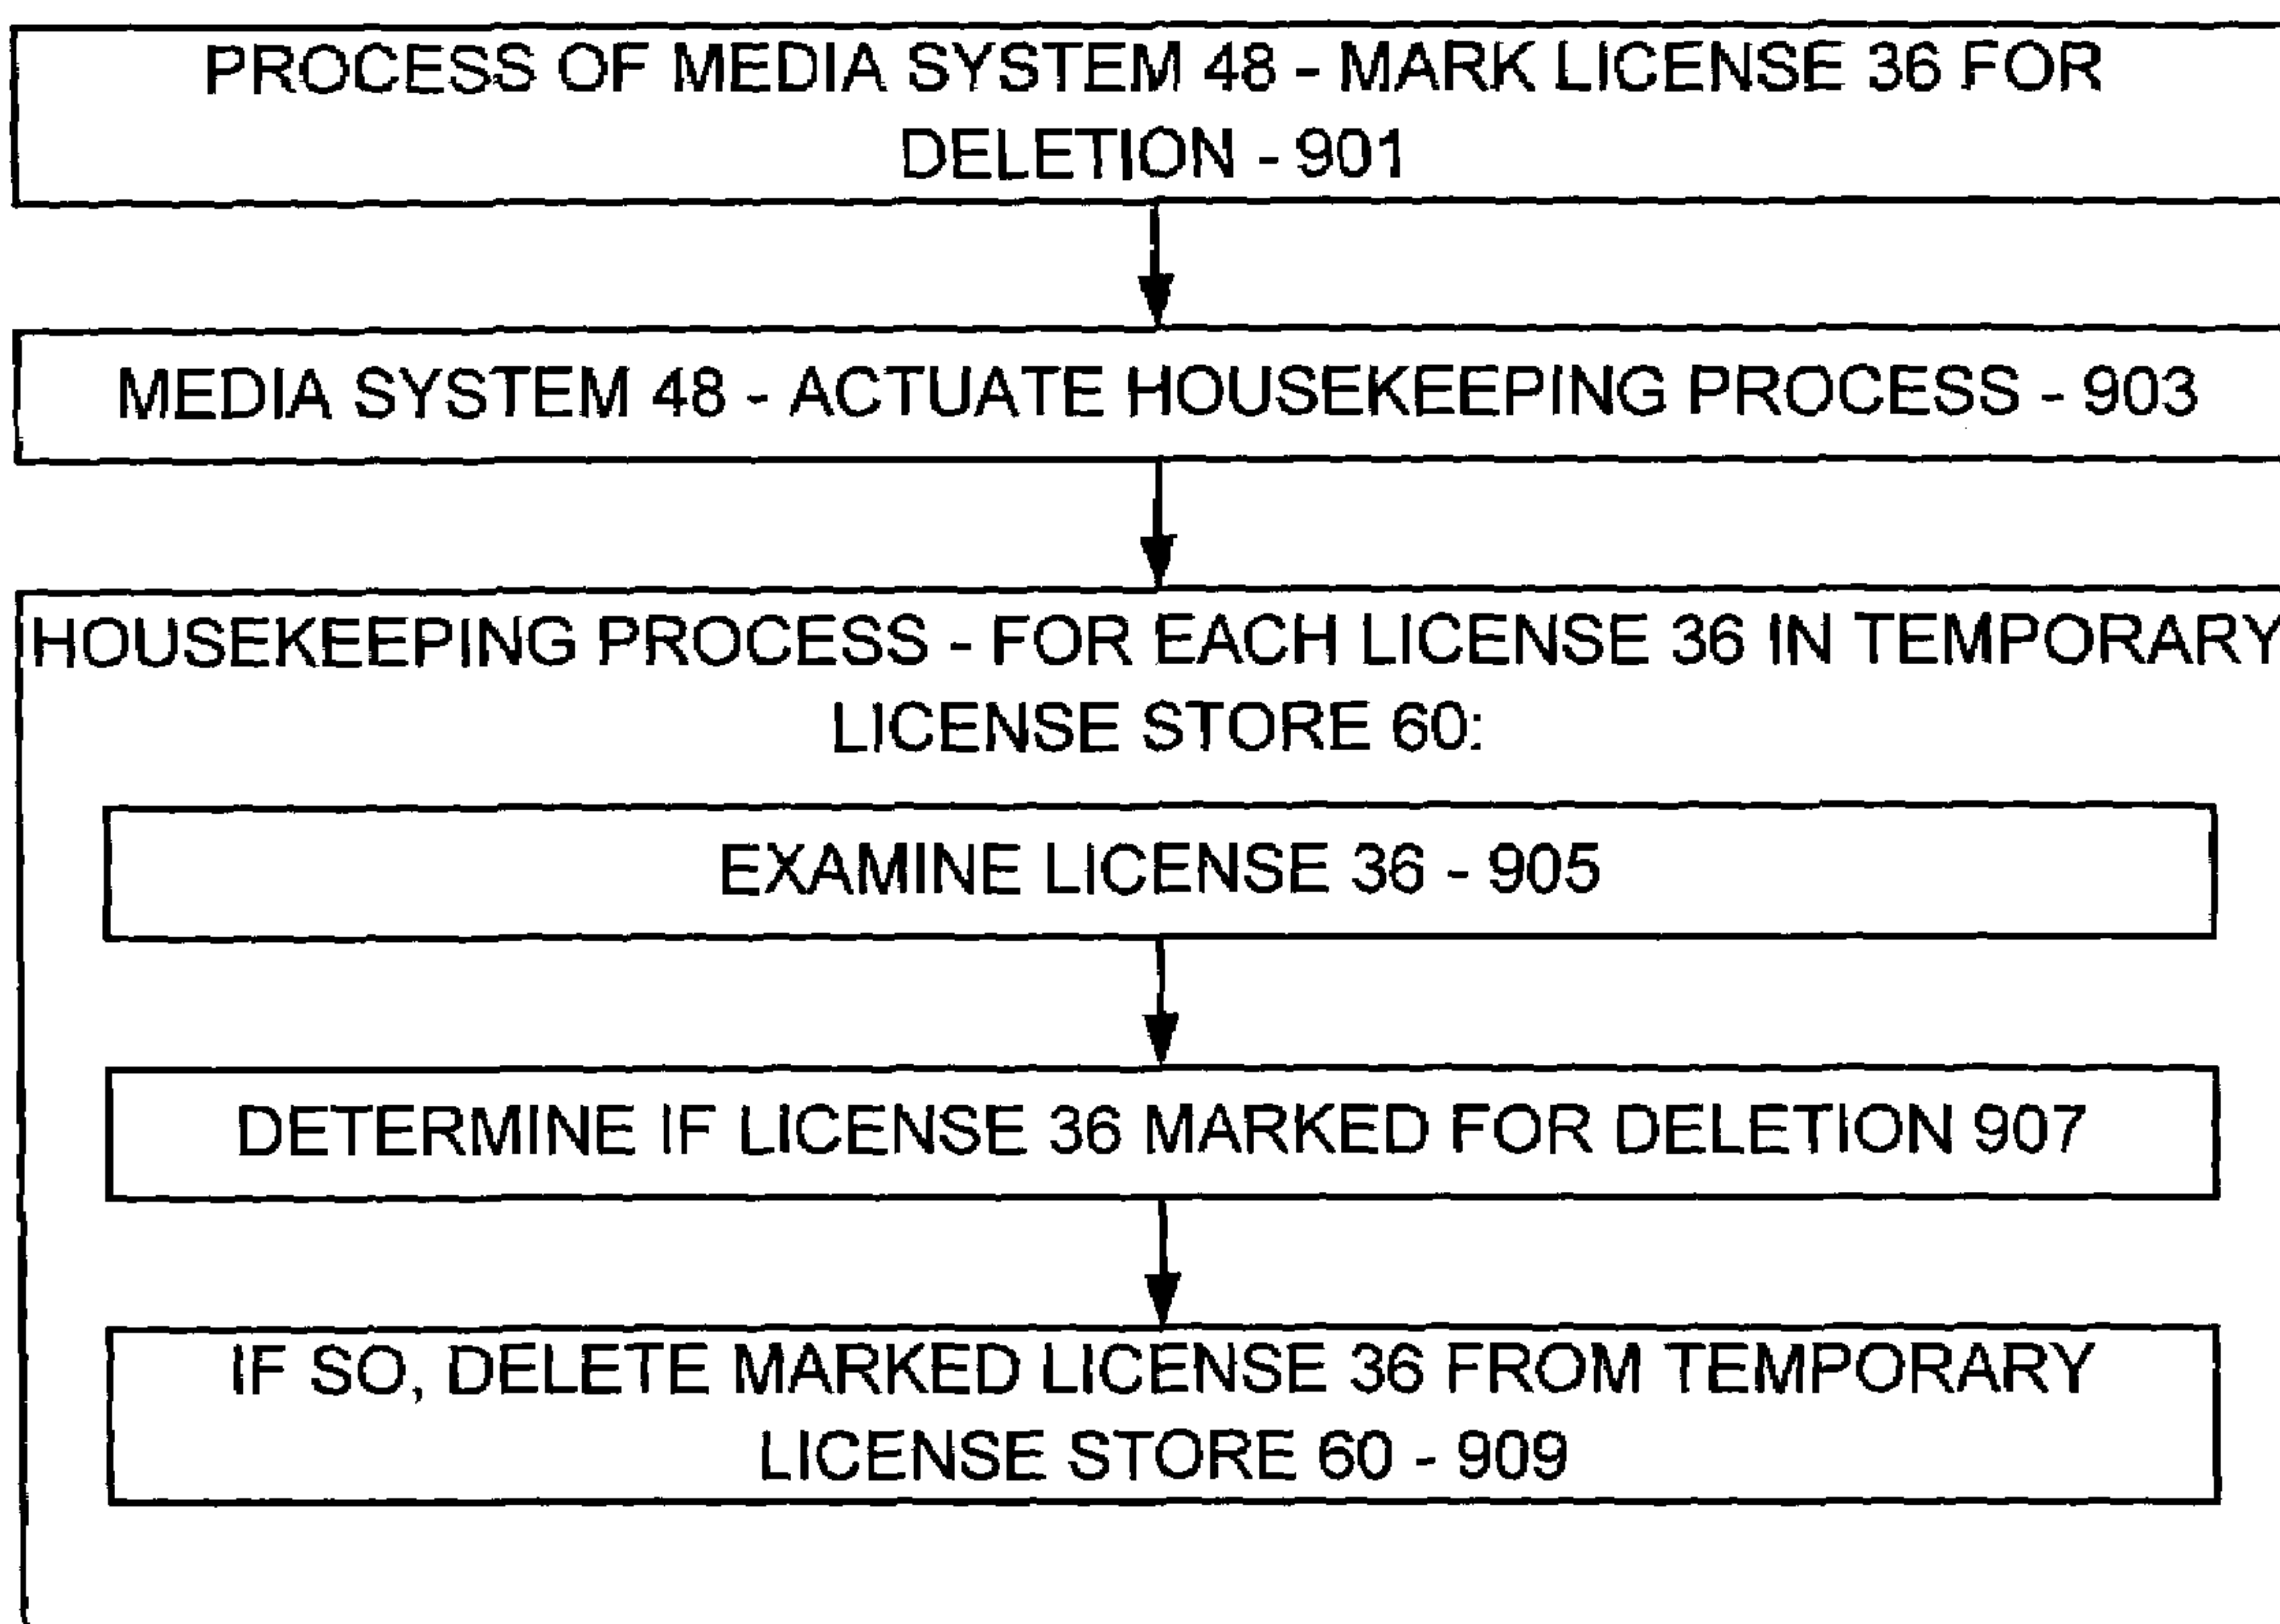 PROCESS OF MEDIA SYSTEM 48 - MARK LICENSE 36 FOR
DELETION - 901
MEDIA SYSTEM 48 - ACTUATE HOUSEKEEPING PROCESS - 903
HOUSEKEEPING PROCESS - FOR EACH LICENSE 36 IN TEMPORARY
LICENSE STORE 60:
EXAMINE LICENSE 36 - 905
DETERMINE IF LICENSE 36 MARKED FOR DELETION 907
IF SO, DELETE MARKED LICENSE 36 FROM TEMPORARY
LICENSE STORE 60 - 909